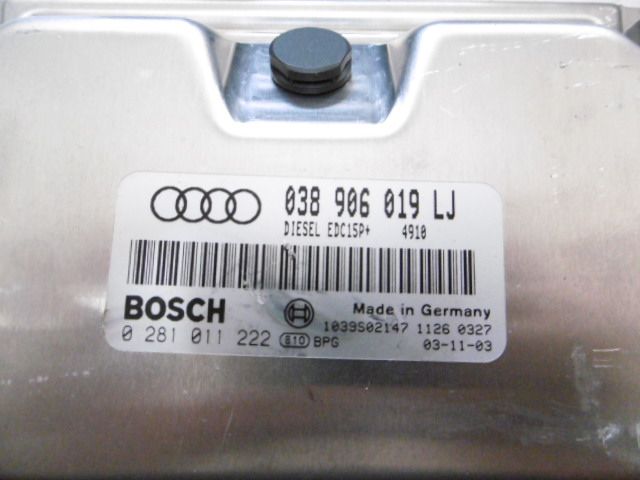 038 906 019 LJ
DIESEL EDC15P+ 4910
BOSCH
Made in Germany
0 281 011 222 810 BPG 1039S02147 1126 0327
03-11-03